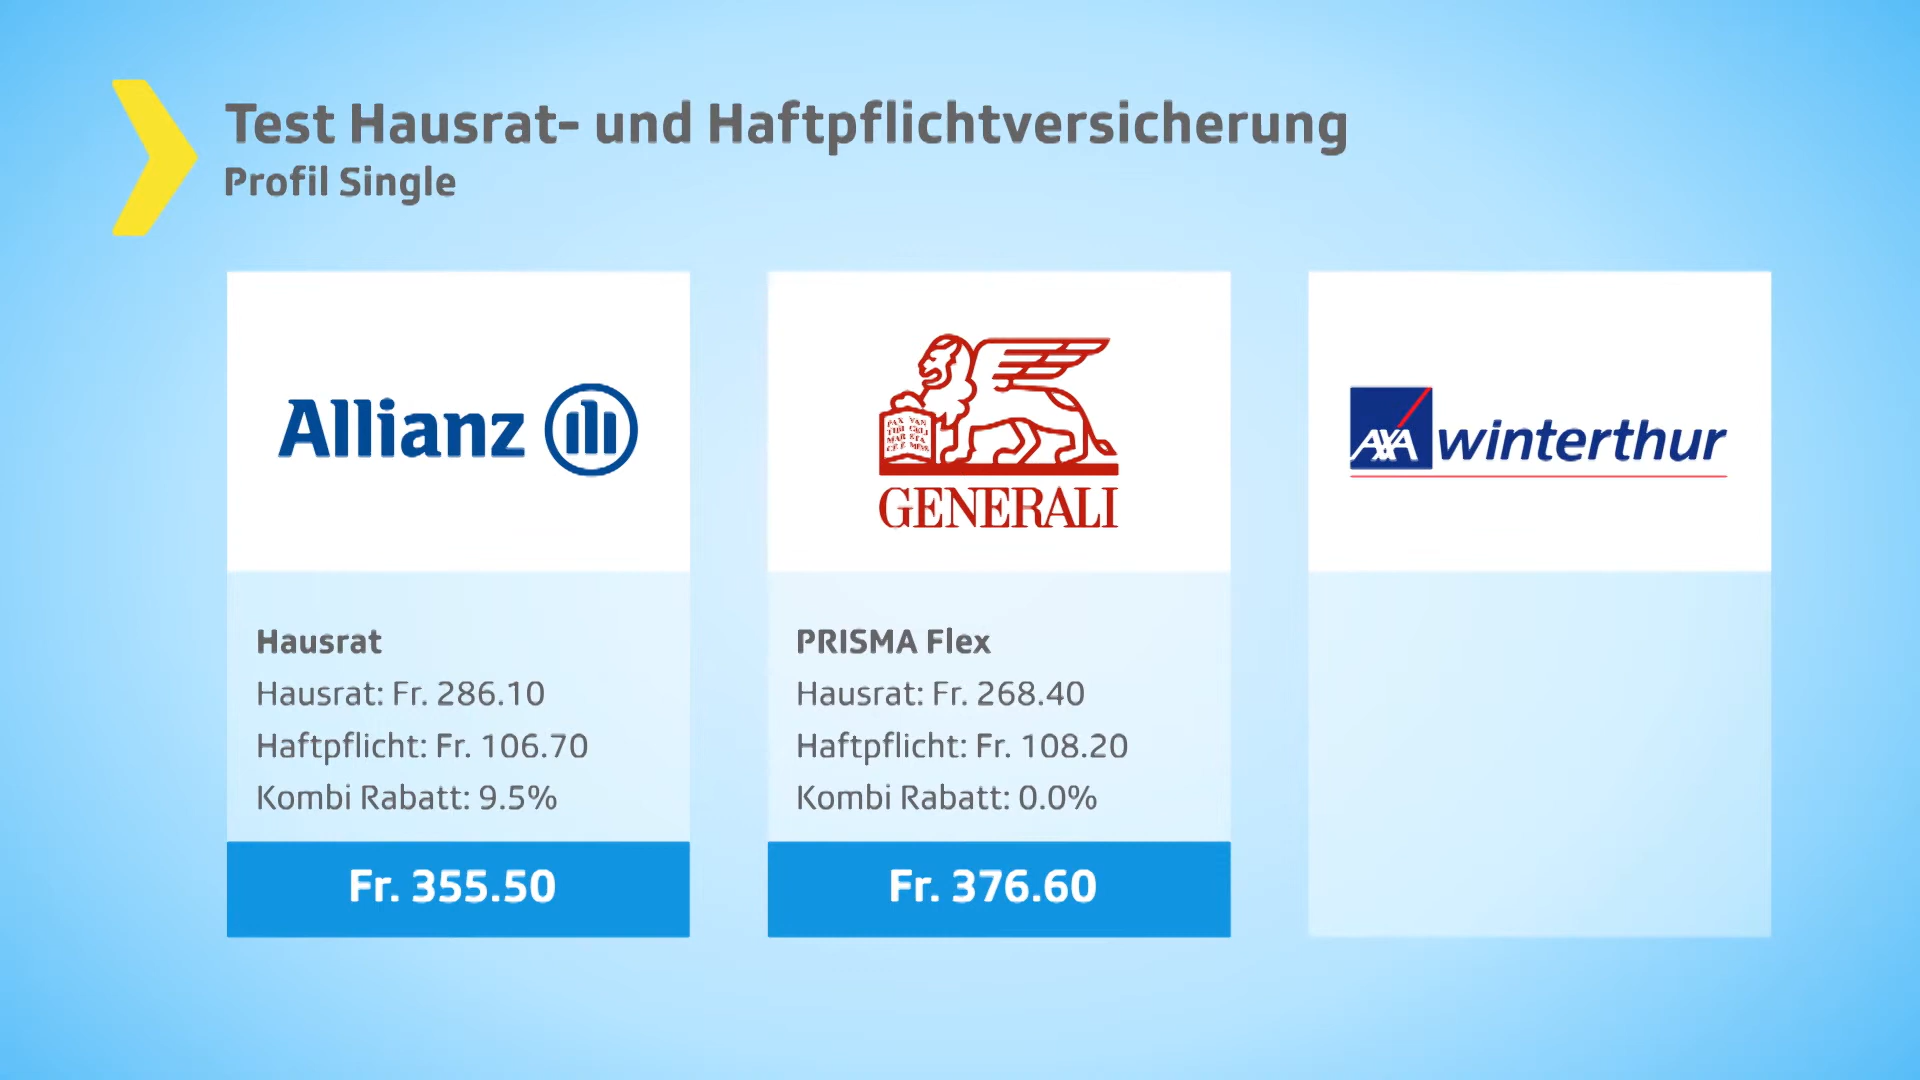 Test Hausrat- und Haftpflichtversicherung
Profil Single
Allianz
GENERALI
AXA winterthur
Hausrat
Hausrat: Fr. 286.10
Haftpflicht: Fr. 106.70
Kombi Rabatt: 9.5%
Fr. 355.50
PRISMA Flex
Hausrat: Fr. 268.40
Haftpflicht: Fr. 108.20
Kombi Rabatt: 0.0%
Fr. 376.60